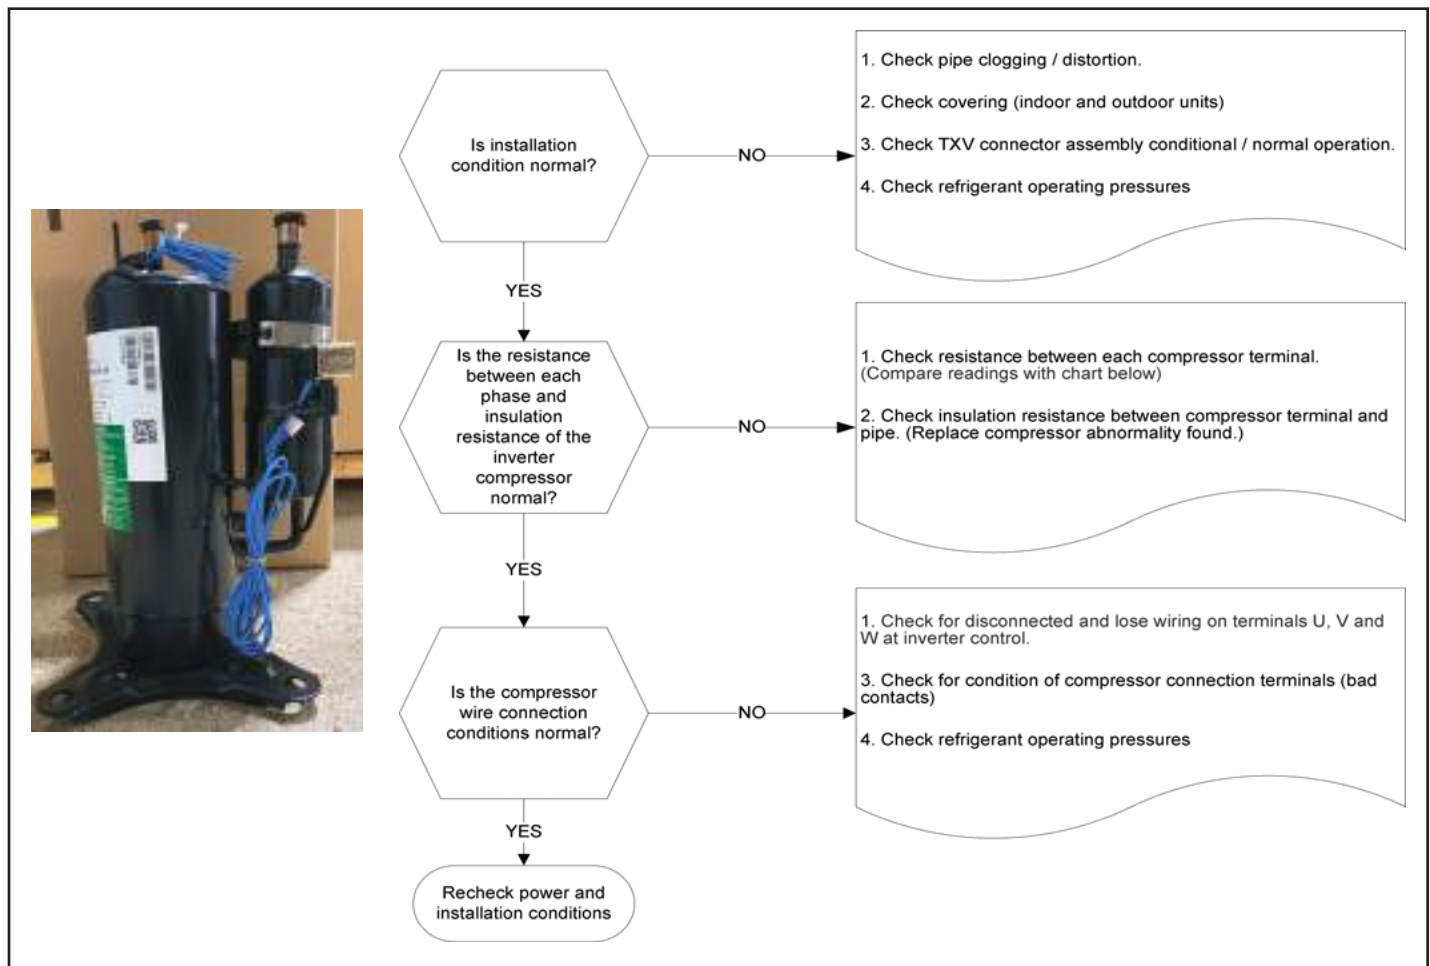 Is installation
condition normal?
NO
1. Check pipe clogging / distortion.
2. Check covering (indoor and outdoor units)
3. Check TXV connector assembly conditional / normal operation.
4. Check refrigerant operating pressures
YES
Is the resistance
between each
phase and
insulation
resistance of the
inverter
compressor
normal?
NO
1. Check resistance between each compressor terminal.
(Compare readings with chart below)
2. Check insulation resistance between compressor terminal and
pipe. (Replace compressor abnormality found.)
YES
Is the compressor
wire connection
conditions normal?
NO
1. Check for disconnected and lose wiring on terminals U, V and
W at inverter control.
3. Check for condition of compressor connection terminals (bad
contacts)
4. Check refrigerant operating pressures
YES
Recheck power and
installation conditions